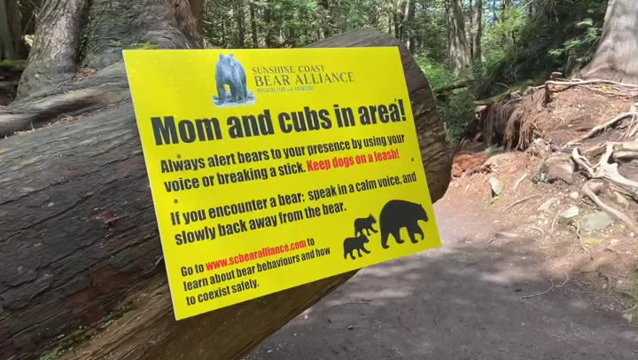 SUNSHINE COAST
BEAR ALLIANCE
Mom and cubs in area!
Always alert bears to your presence by using your
voice or breaking a stick. Keep dogs on a leash!
If you encounter a bear: speak in a calm voice, and
slowly back away from the bear.
Go to www.scbearalliance.com to
learn about bear behaviours and how
to coexist safely.